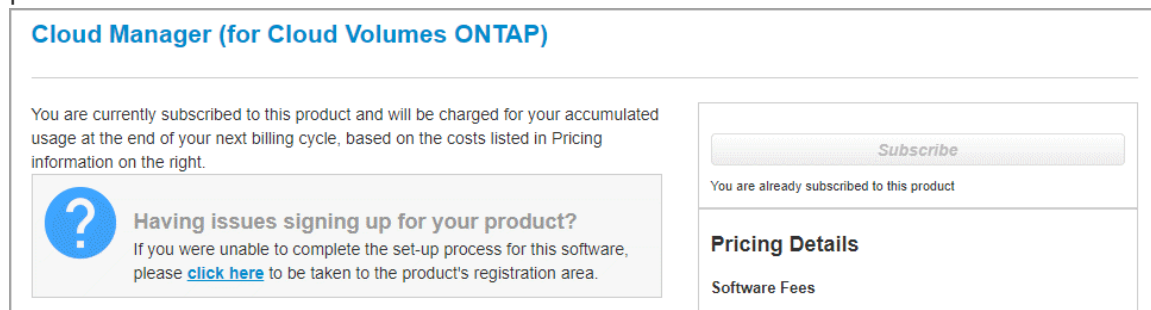 Cloud Manager (for Cloud Volumes ONTAP)
You are currently subscribed to this product and will be charged for your accumulated
usage at the end of your next billing cycle, based on the costs listed in Pricing
information on the right.
Having issues signing up for your product?
If you were unable to complete the set-up process for this software,
please click here to be taken to the product's registration area.
Subscribe
You are already subscribed to this product
Pricing Details
Software Fees